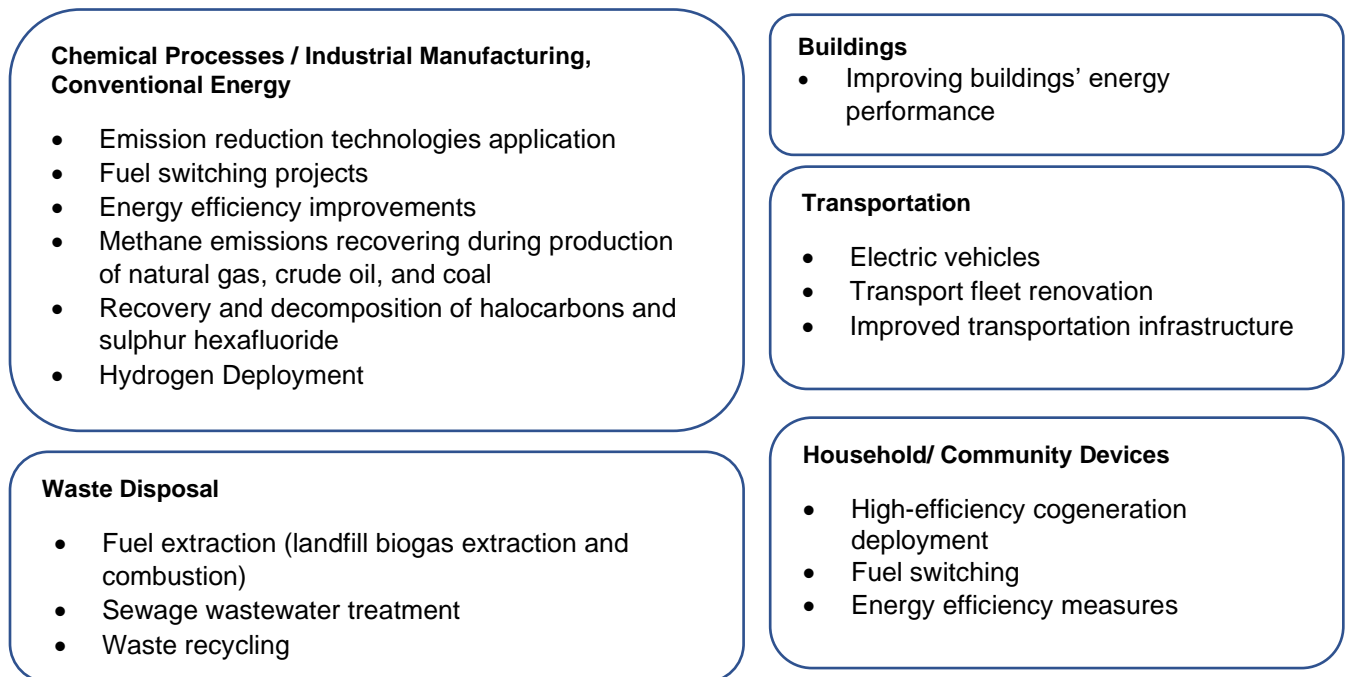 Chemical Processes / Industrial Manufacturing,
Conventional Energy
• Emission reduction technologies application
• Fuel switching projects
• Energy efficiency improvements
• Methane emissions recovering during production
of natural gas, crude oil, and coal
• Recovery and decomposition of halocarbons and
sulphur hexafluoride
• Hydrogen Deployment
Waste Disposal
• Fuel extraction (landfill biogas extraction and
combustion)
• Sewage wastewater treatment
• Waste recycling
Buildings
• Improving buildings’ energy
performance
Transportation
• Electric vehicles
• Transport fleet renovation
• Improved transportation infrastructure
Household/ Community Devices
• High-efficiency cogeneration
deployment
• Fuel switching
• Energy efficiency measures